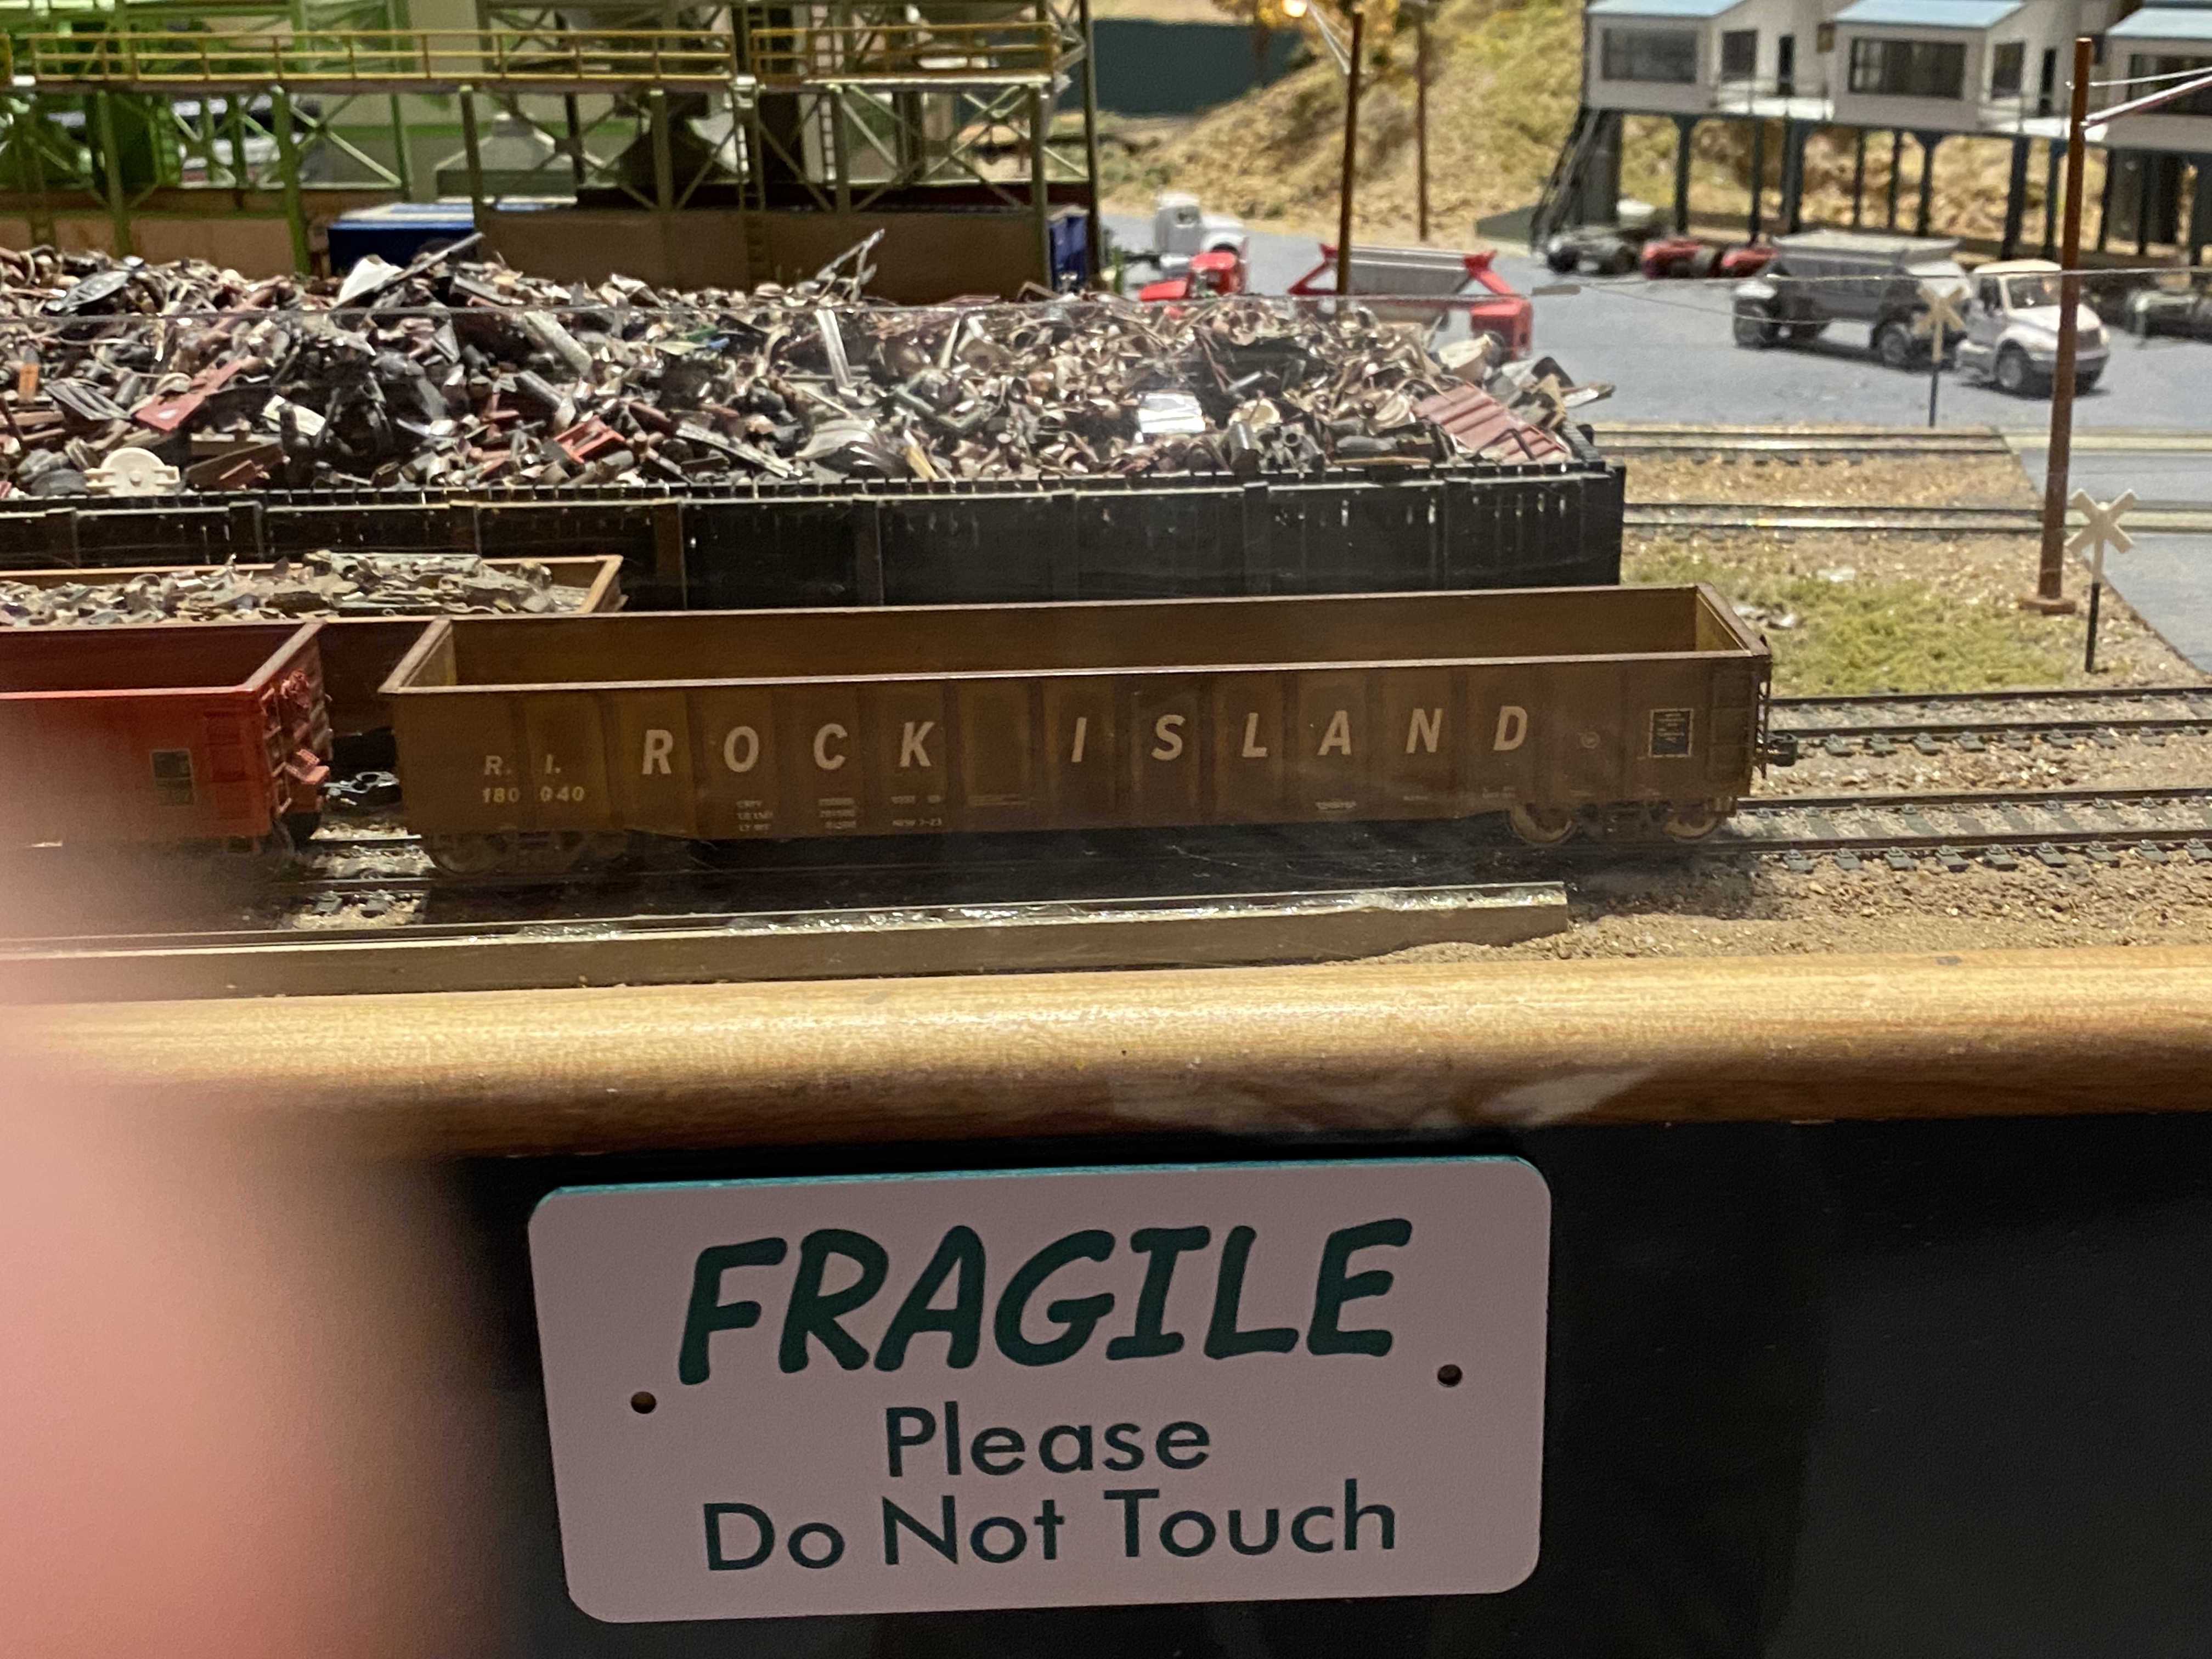 ROCK ISLAND
R. I.
180 040
FRAGILE
Please
Do Not Touch